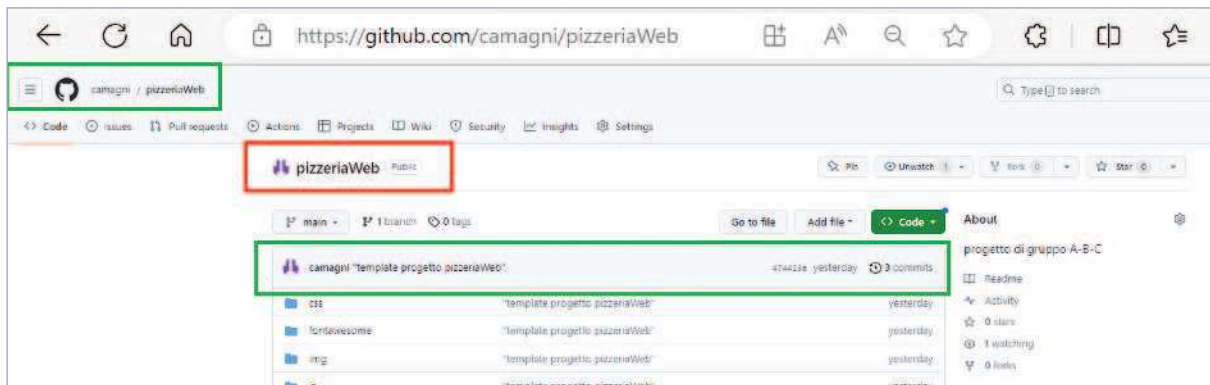 https://github.com/camagni/pizzeriaWeb
camagni / pizzeriaWeb
Type / to search
<> Code Issues Pull requests Actions Projects Wiki Security Insights Settings
pizzeriaWeb Public
Pin Unwatch 1 Fork 0 Star 0
main 1 branch 0 tags Go to file Add file <> Code
About
progetto di gruppo A-B-C
camagni "template progetto pizzeriaWeb" yesterday 3 commits
Readme
css "template progetto pizzeriaWeb" yesterday
Activity
0 stars
fontawesome "template progetto pizzeriaWeb" yesterday
1 watching
img "template progetto pizzeriaWeb" yesterday
0 forks